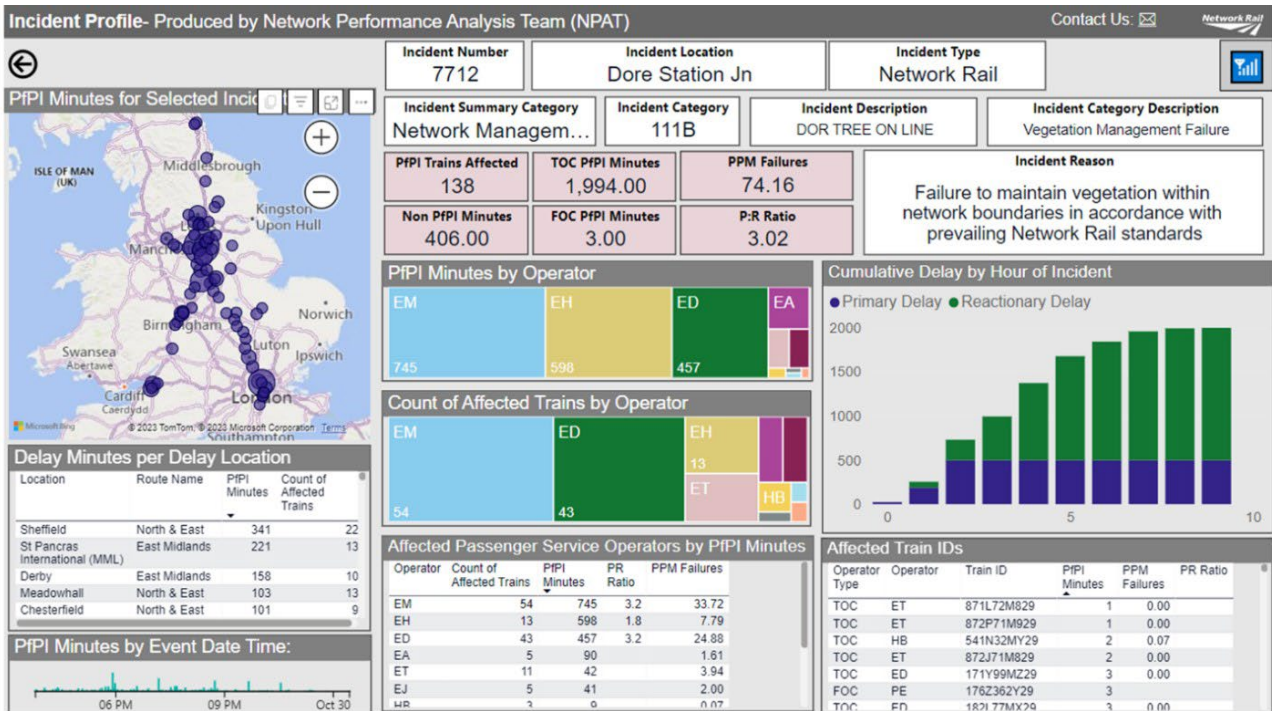 Incident Profile- Produced by Network Performance Analysis Team (NPAT)
Contact Us:
Network Rail
Incident Number
7712
Incident Location
Dore Station Jn
Incident Type
Network Rail
Incident Summary Category
Network Managem...
Incident Category
111B
Incident Description
DOR TREE ON LINE
Incident Category Description
Vegetation Management Failure
PfPI Trains Affected
138
TOC PfPI Minutes
1,994.00
PPM Failures
74.16
Non PfPI Minutes
406.00
FOC PfPI Minutes
3.00
P:R Ratio
3.02
Incident Reason
Failure to maintain vegetation within
network boundaries in accordance with
prevailing Network Rail standards
PfPI Minutes for Selected
ISLE OF MAN
(UK)
Middlesbrough
Kingston
Upon Hull
Birmingham
Norwich
Luton
Ipswich
Swansea
Abertawe
Cardiff
Caerdydd
London
Southampton
Microsoft Bing
© 2023 TomTom, © 2023 Microsoft Corporation Terms
PfPI Minutes by Operator
EM
745
EH
598
ED
457
EA
Count of Affected Trains by Operator
EM
54
ED
43
EH
13
ET
HB
Cumulative Delay by Hour of Incident
Primary Delay Reactionary Delay
2000
1500
1000
500
0
0 5 10
Delay Minutes per Delay Location
Location Route Name PfPI Minutes Count of Affected Trains
Sheffield North & East 341 22
St Pancras International (MML) East Midlands 221 13
Derby East Midlands 158 10
Meadowhall North & East 103 13
Chesterfield North & East 101 9
PfPI Minutes by Event Date Time:
06 PM 09 PM Oct 30
Affected Passenger Service Operators by PfPI Minutes
Operator Count of Affected Trains PfPI Minutes PR Ratio PPM Failures
EM 54 745 3.2 33.72
EH 13 598 1.8 7.79
ED 43 457 3.2 24.88
EA 5 90 1.61
ET 11 42 3.94
EJ 5 41 2.00
HB 3 9 0.07
Affected Train IDs
Operator Type Operator Train ID PfPI Minutes PPM Failures PR Ratio
TOC ET 871L72M829 1 0.00
TOC ET 872P71M929 1 0.00
TOC HB 541N32MY29 2 0.07
TOC ET 872J71M829 2 0.00
TOC ED 171Y99MZ29 3 0.00
FOC PE 176Z362Y29 3
TOC ED 182L77MX29 3 0.00